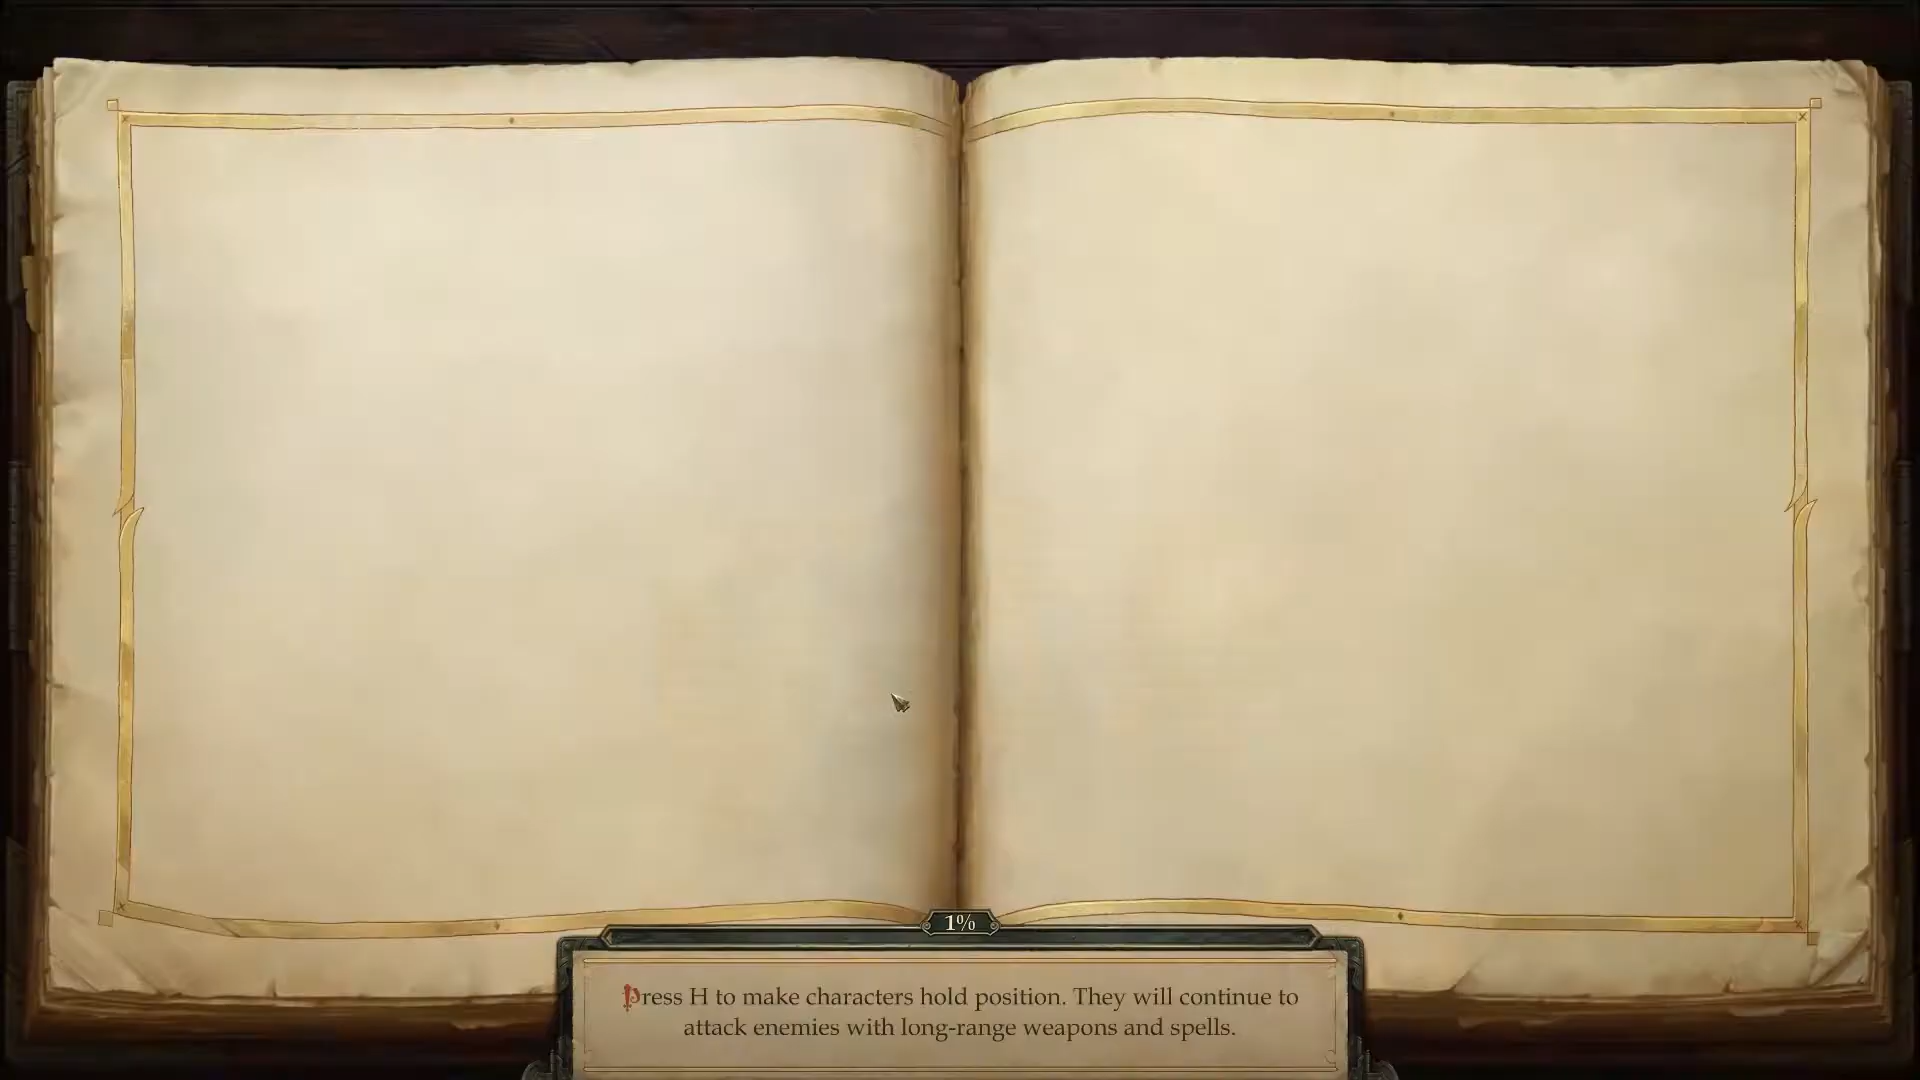 1%
Press H to make characters hold position. They will continue to
attack enemies with long-range weapons and spells.